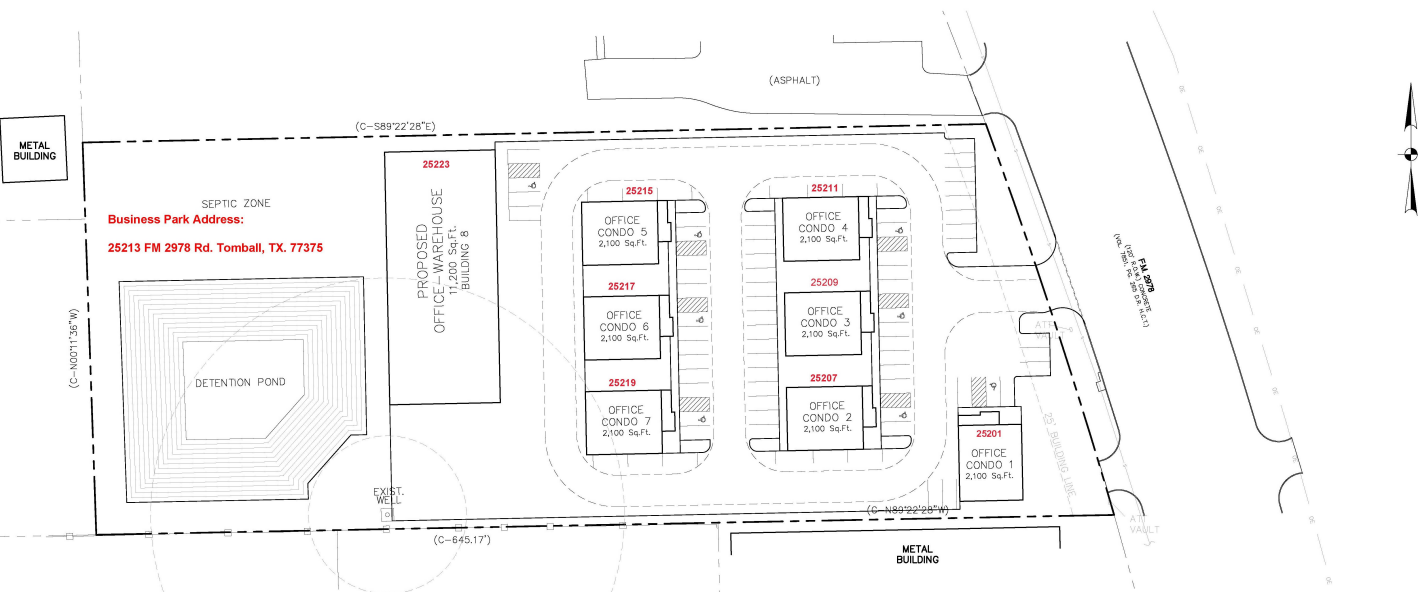 (ASPHALT)
(C-S89°22'28"E)
METAL
BUILDING
25223
PROPOSED
OFFICE-WAREHOUSE
11,200 Sq.Ft.
BUILDING 8
SEPTIC ZONE
Business Park Address:
25213 FM 2978 Rd. Tomball, TX. 77375
25215
OFFICE
CONDO 5
2,100 Sq.Ft.
25211
OFFICE
CONDO 4
2,100 Sq.Ft.
25217
OFFICE
CONDO 6
2,100 Sq.Ft.
25209
OFFICE
CONDO 3
2,100 Sq.Ft.
F.M. 2978
(120' R.O.W.) CONCRETE
(C-N00°11'36"W)
DETENTION POND
25219
OFFICE
CONDO 7
2,100 Sq.Ft.
25207
OFFICE
CONDO 2
2,100 Sq.Ft.
VAULT
25201
OFFICE
CONDO 1
2,100 Sq.Ft.
25' BUILDING LINE
EXIST.
WELL
(C-N89°22'28"W)
(C-645.17')
VAULT
METAL
BUILDING